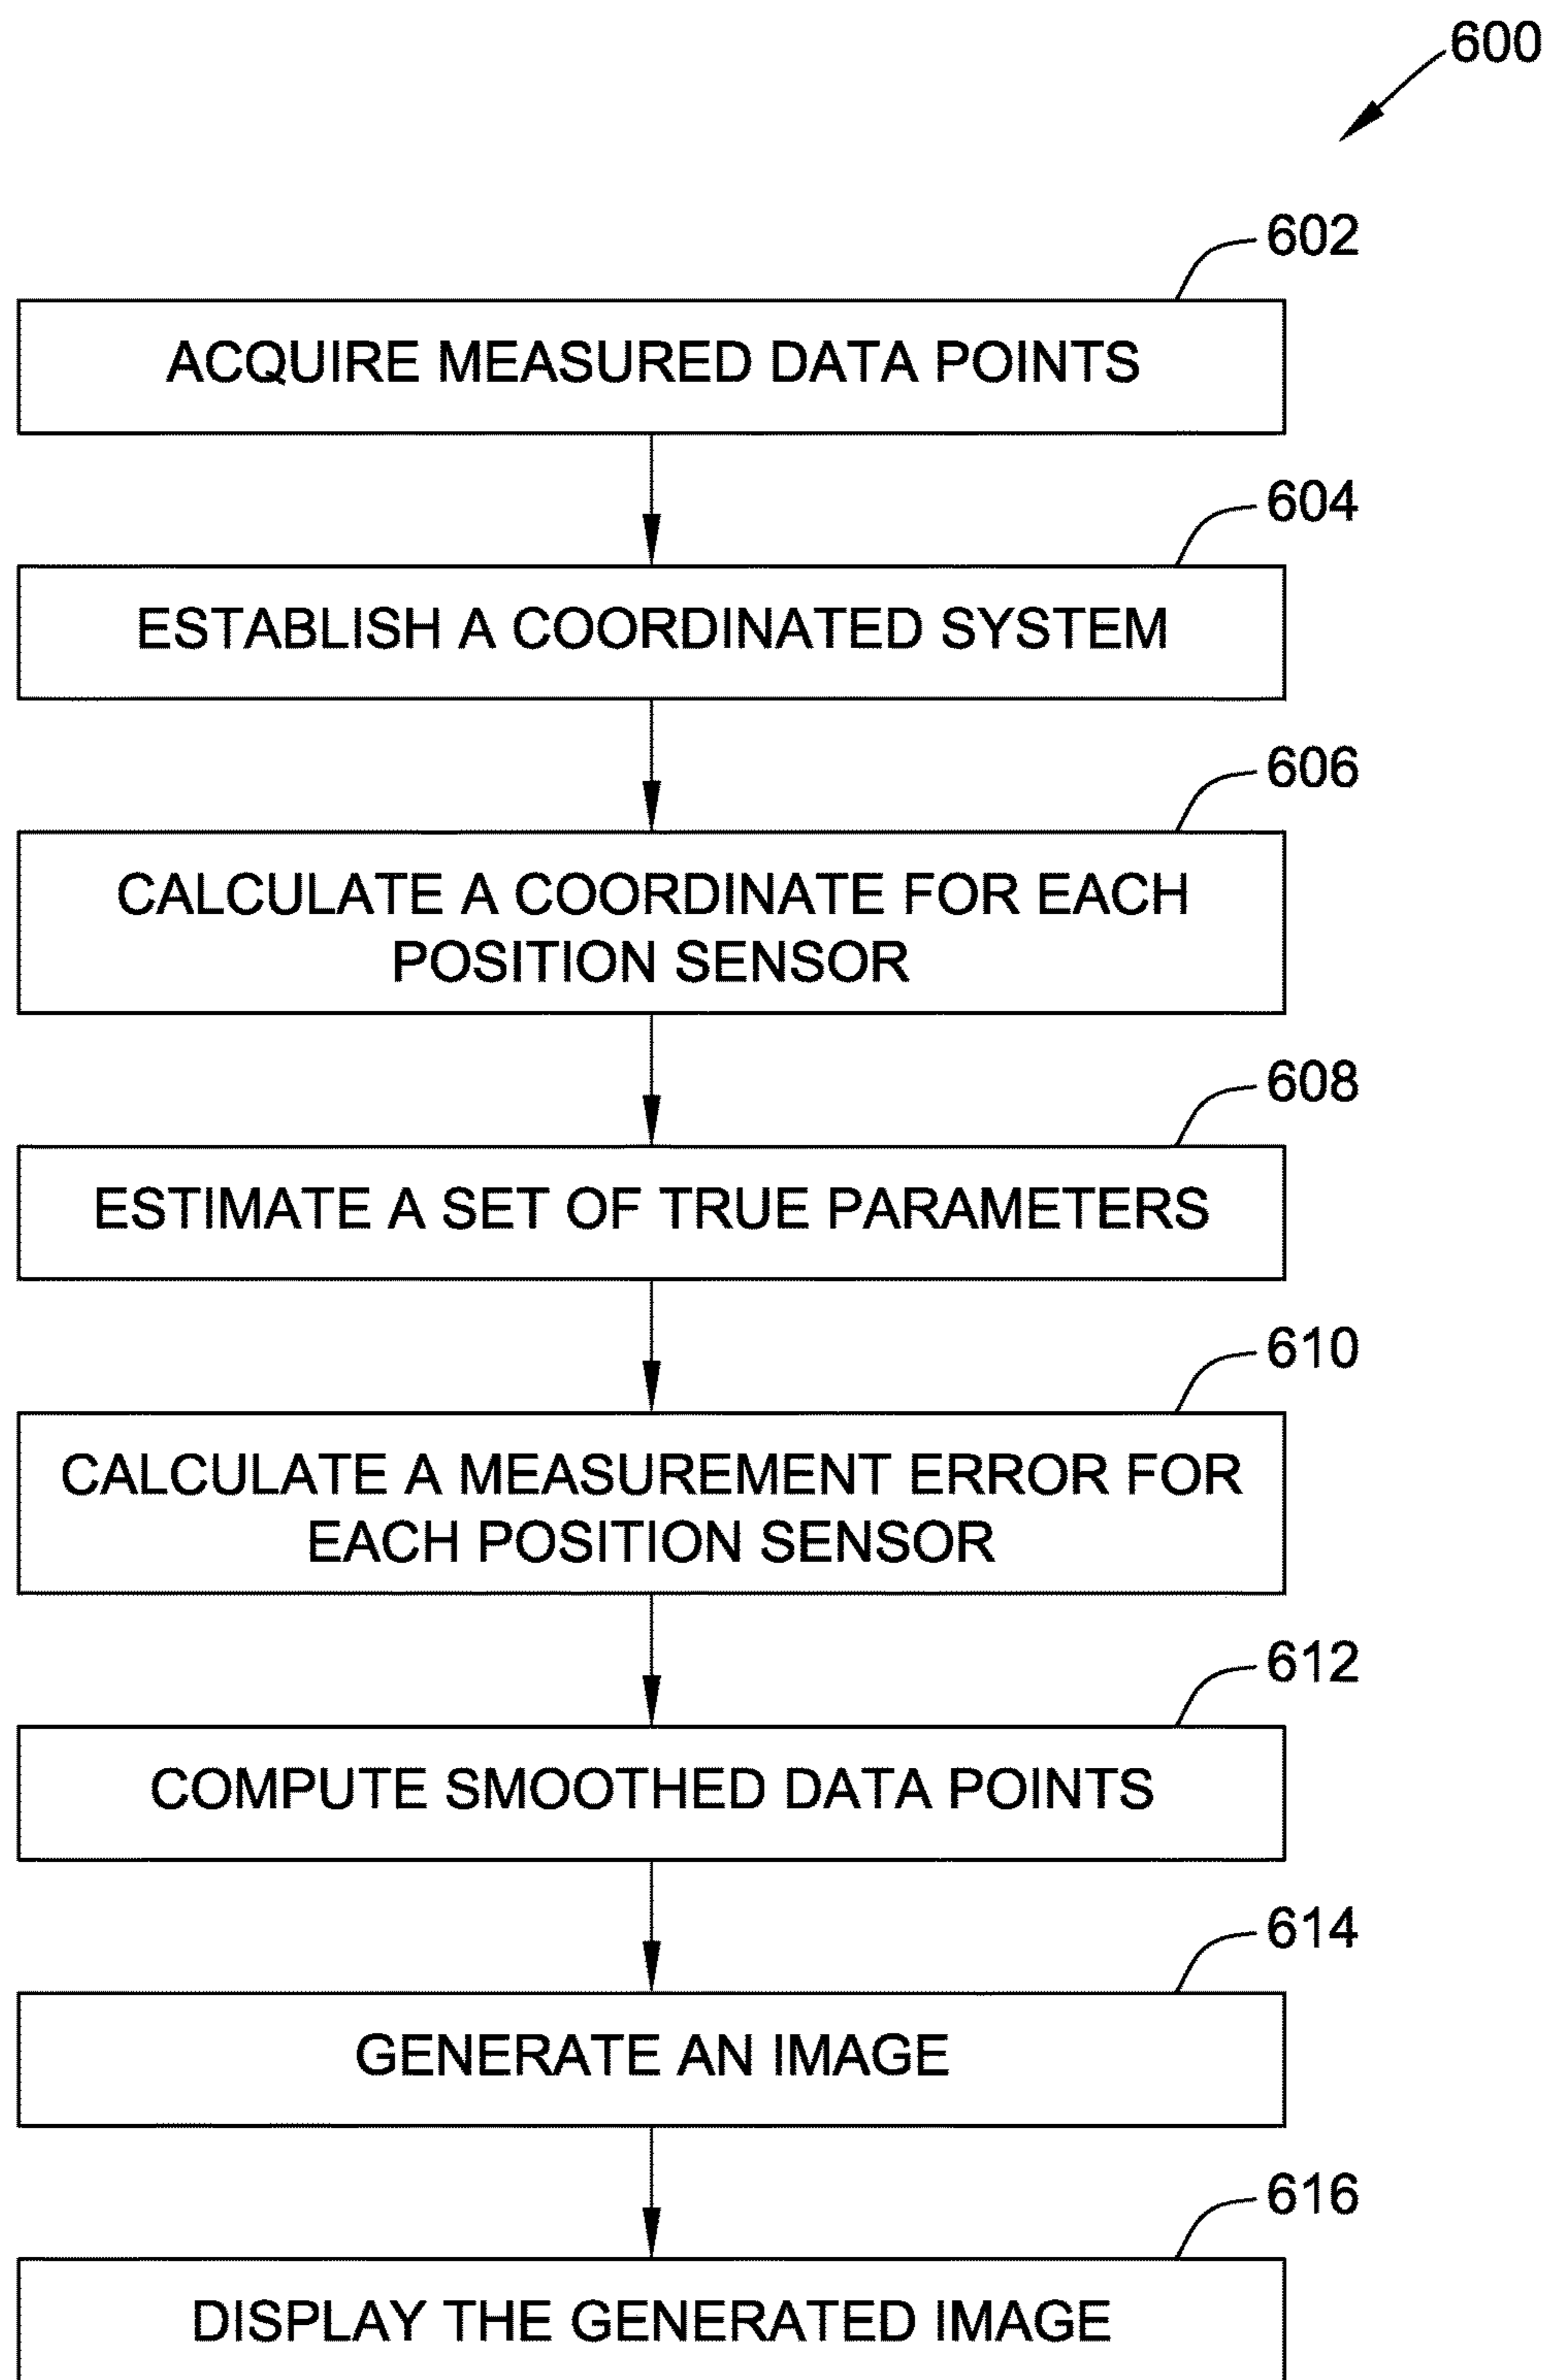 600
602
ACQUIRE MEASURED DATA POINTS
604
ESTABLISH A COORDINATED SYSTEM
606
CALCULATE A COORDINATE FOR EACH
POSITION SENSOR
608
ESTIMATE A SET OF TRUE PARAMETERS
610
CALCULATE A MEASUREMENT ERROR FOR
EACH POSITION SENSOR
612
COMPUTE SMOOTHED DATA POINTS
614
GENERATE AN IMAGE
616
DISPLAY THE GENERATED IMAGE